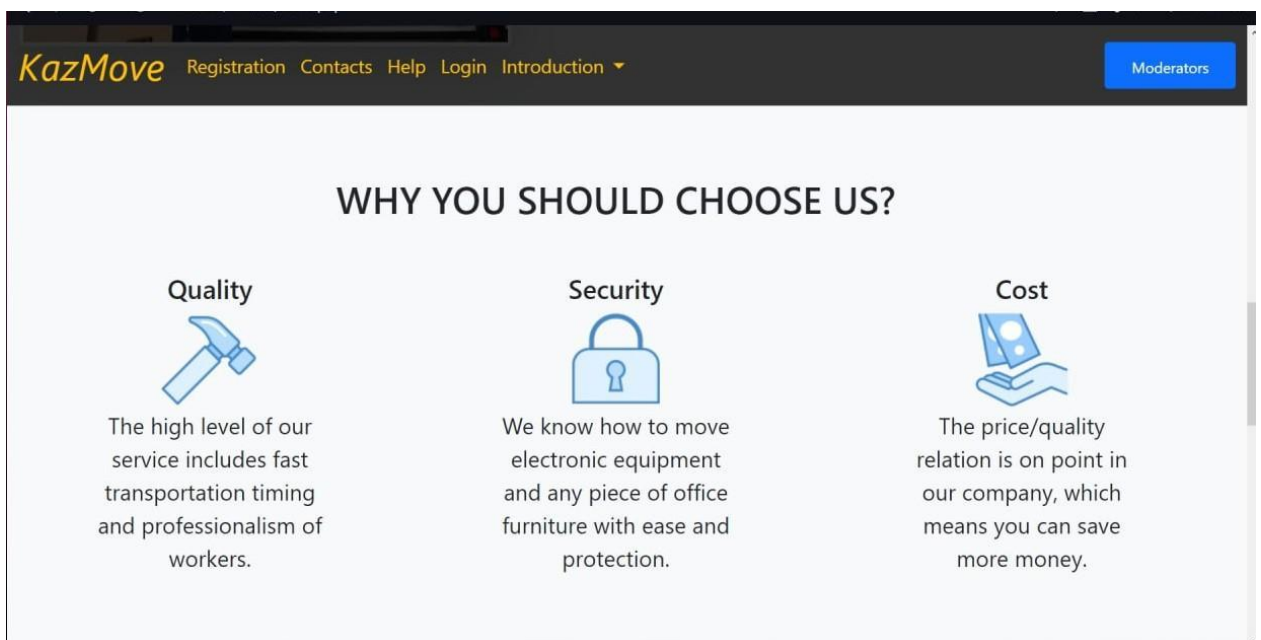 KazMove Registration Contacts Help Login Introduction Moderators
WHY YOU SHOULD CHOOSE US?
Quality
The high level of our
service includes fast
transportation timing
and professionalism of
workers.
Security
We know how to move
electronic equipment
and any piece of office
furniture with ease and
protection.
Cost
The price/quality
relation is on point in
our company, which
means you can save
more money.